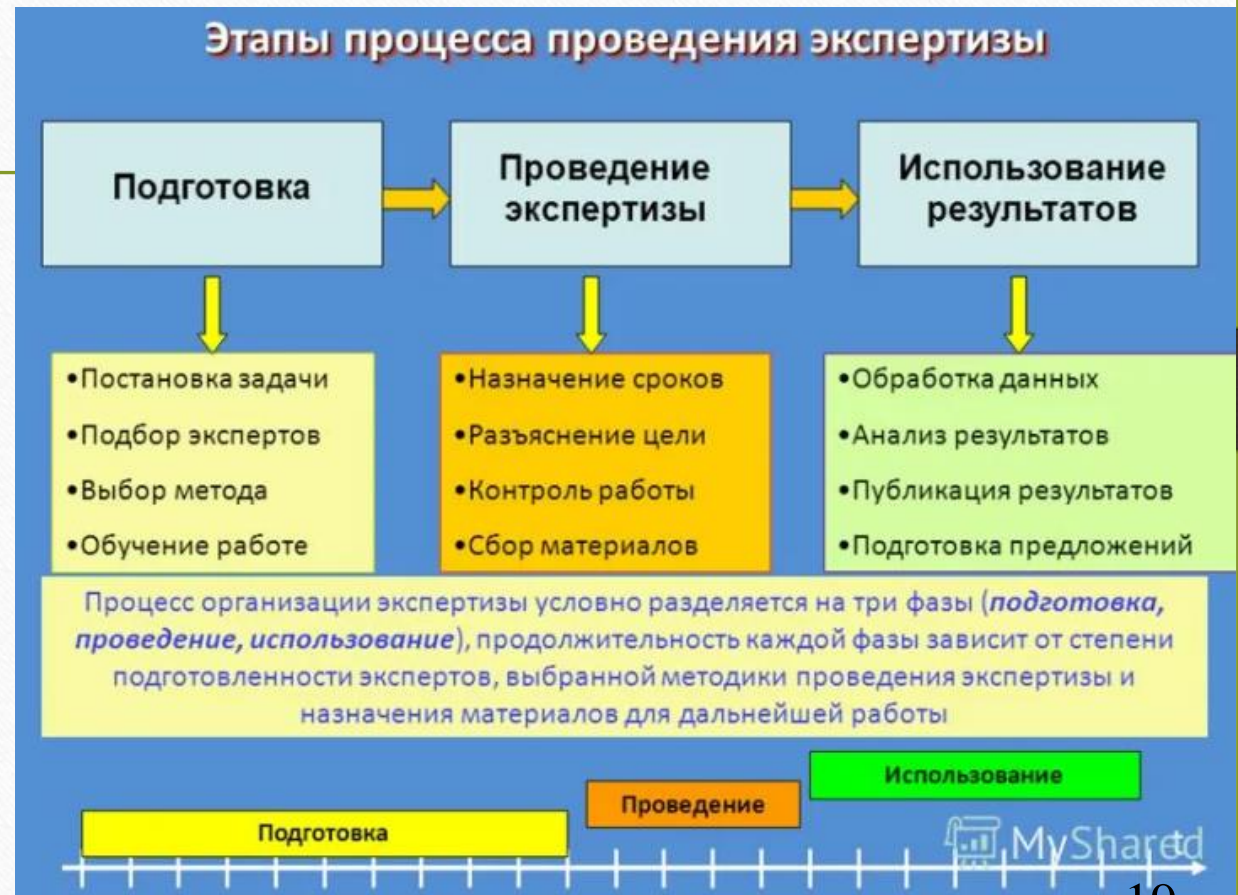 Этапы процесса проведения экспертизы
Подготовка
Проведение
экспертизы
Использование
результатов
•Постановка задачи
•Подбор экспертов
•Выбор метода
•Обучение работе
•Назначение сроков
•Разъяснение цели
•Контроль работы
•Сбор материалов
•Обработка данных
•Анализ результатов
•Публикация результатов
•Подготовка предложений
Процесс организации экспертизы условно разделяется на три фазы (подготовка,
проведение, использование), продолжительность каждой фазы зависит от степени
подготовленности экспертов, выбранной методики проведения экспертизы и
назначения материалов для дальнейшей работы
Использование
Проведение
Подготовка
MyShared
t